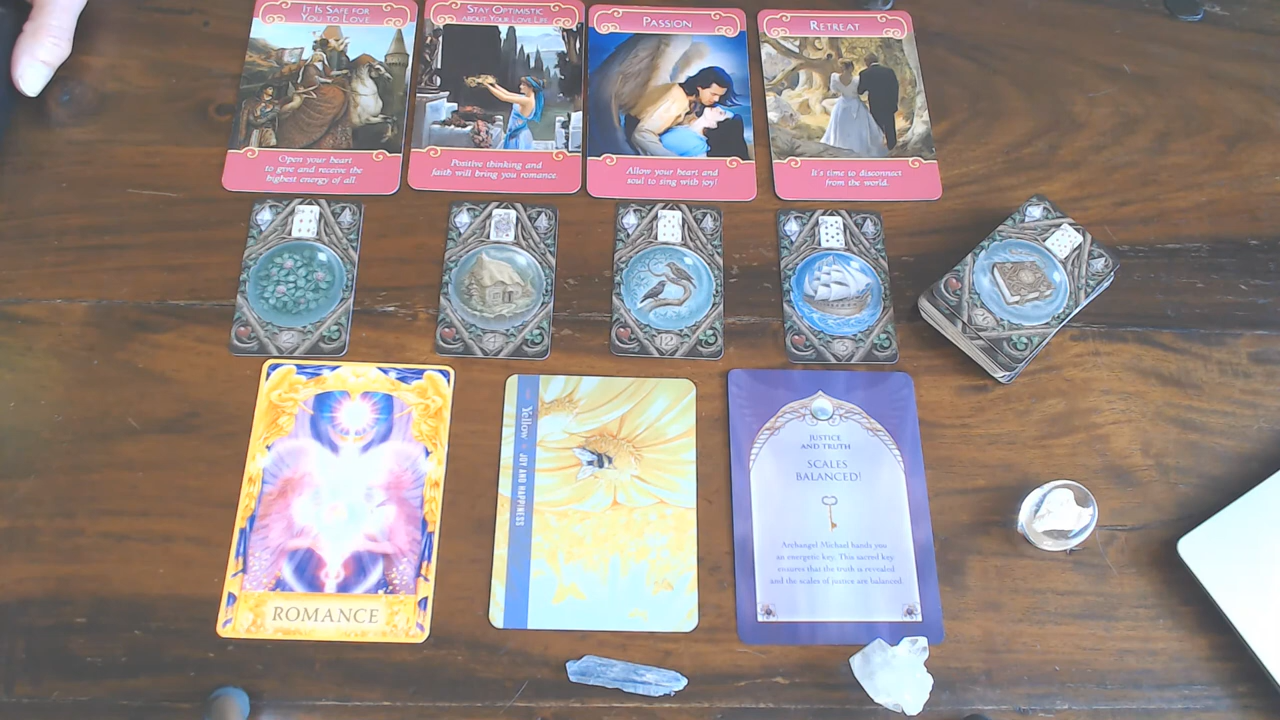 IT IS SAFE FOR
YOU TO LOVE
Open your heart
to give and receive the
highest energy of all.
STAY OPTIMISTIC
ABOUT YOUR LOVE LIFE
Positive thinking and
faith will bring you romance.
PASSION
Allow your heart and
soul to sing with joy!
RETREAT
It's time to disconnect
from the world.
2
4
12
3
ROMANCE
Yellow JOY AND HAPPINESS
JUSTICE
AND TRUTH
SCALES
BALANCED!
Archangel Michael hands you
an energetic key. This sacred key
ensures that the truth is revealed
and the scales of justice are balanced.